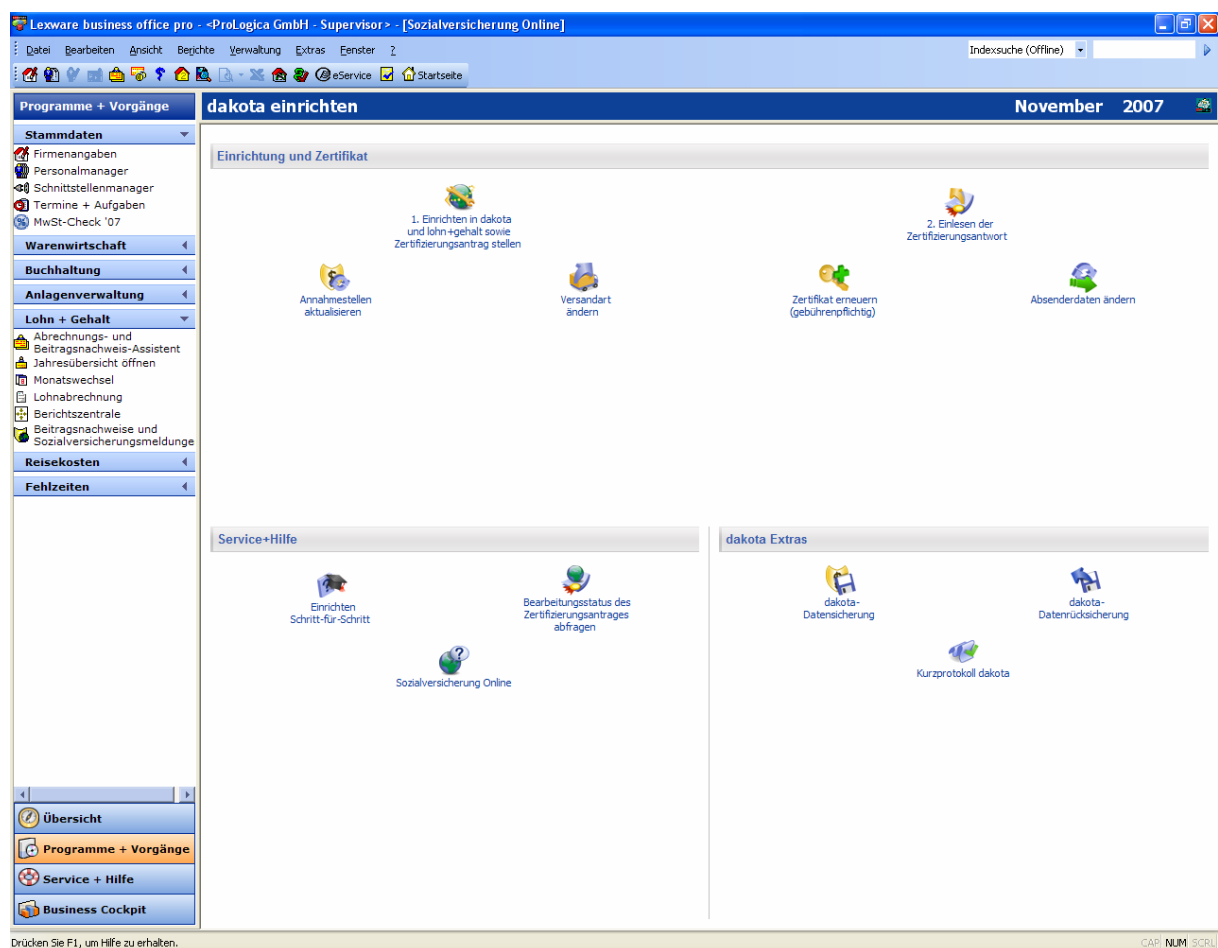 Lexware business office pro - <ProLogica GmbH - Supervisor> - [Sozialversicherung Online]
Datei Bearbeiten Ansicht Berichte Verwaltung Extras Fenster ?
Indexsuche (Offline)
eService Startseite
Programme + Vorgänge
dakota einrichten
November 2007
Stammdaten
Firmenangaben
Personalmanager
Schnittstellenmanager
Termine + Aufgaben
MwSt-Check '07
Warenwirtschaft
Buchhaltung
Anlagenverwaltung
Lohn + Gehalt
Abrechnungs- und
Beitragsnachweis-Assistent
Jahresübersicht öffnen
Monatswechsel
Lohnabrechnung
Berichtszentrale
Beitragsnachweise und
Sozialversicherungsmeldunge
Reisekosten
Fehlzeiten
Einrichtung und Zertifikat
1. Einrichten in dakota
und lohn+gehalt sowie
Zertifizierungsantrag stellen
2. Einlesen der
Zertifizierungsantwort
Annahmestellen
aktualisieren
Versandart
ändern
Zertifikat erneuern
(gebührenpflichtig)
Absenderdaten ändern
Service+Hilfe
Einrichten
Schritt-für-Schritt
Bearbeitungsstatus des
Zertifizierungsantrages
abfragen
Sozialversicherung Online
dakota Extras
dakota-
Datensicherung
dakota-
Datenrücksicherung
Kurzprotokoll dakota
Übersicht
Programme + Vorgänge
Service + Hilfe
Business Cockpit
Drücken Sie F1, um Hilfe zu erhalten.
CAP NUM SCRL